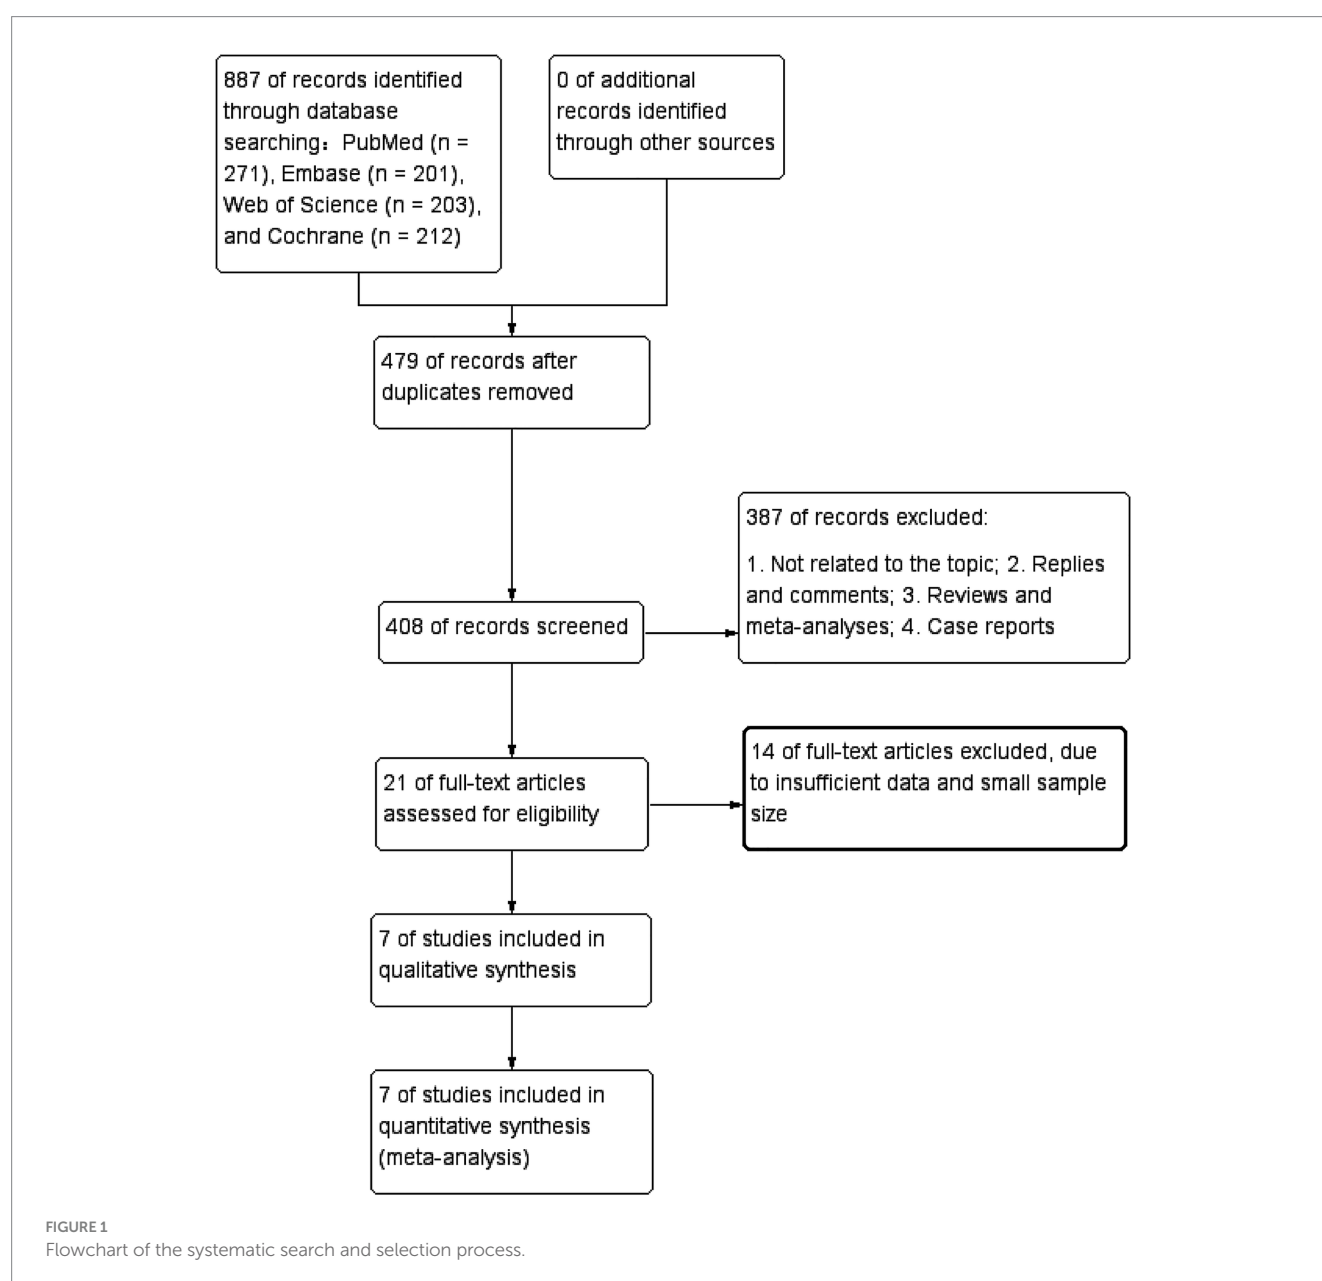 887 of records identified
through database
searching：PubMed (n =
271), Embase (n = 201),
Web of Science (n = 203),
and Cochrane (n = 212)
0 of additional
records identified
through other sources
479 of records after
duplicates removed
387 of records excluded:
1. Not related to the topic; 2. Replies
and comments; 3. Reviews and
meta-analyses; 4. Case reports
408 of records screened
14 of full-text articles excluded, due
to insufficient data and small sample
size
21 of full-text articles
assessed for eligibility
7 of studies included in
qualitative synthesis
7 of studies included in
quantitative synthesis
(meta-analysis)
FIGURE 1
Flowchart of the systematic search and selection process.